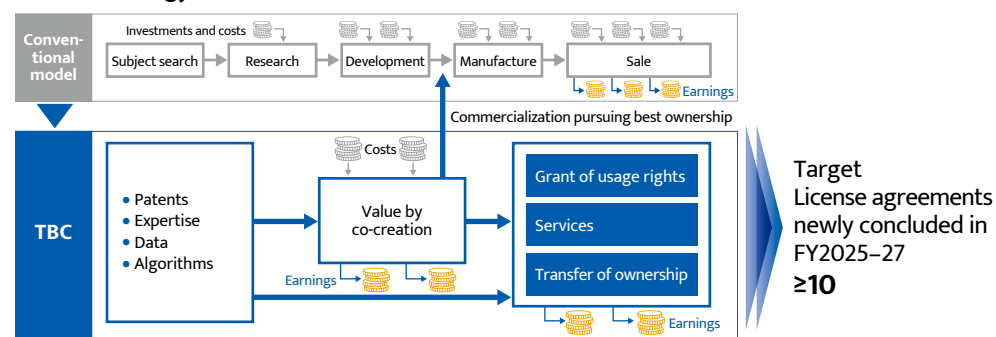 Conven-
tional
model
Investments and costs
Subject search
Research
Development
Manufacture
Sale
Earnings
Commercialization pursuing best ownership
TBC
• Patents
• Expertise
• Data
• Algorithms
Costs
Value by
co-creation
Earnings
Grant of usage rights
Services
Transfer of ownership
Earnings
Target
License agreements
newly concluded in
FY2025–27
≥10